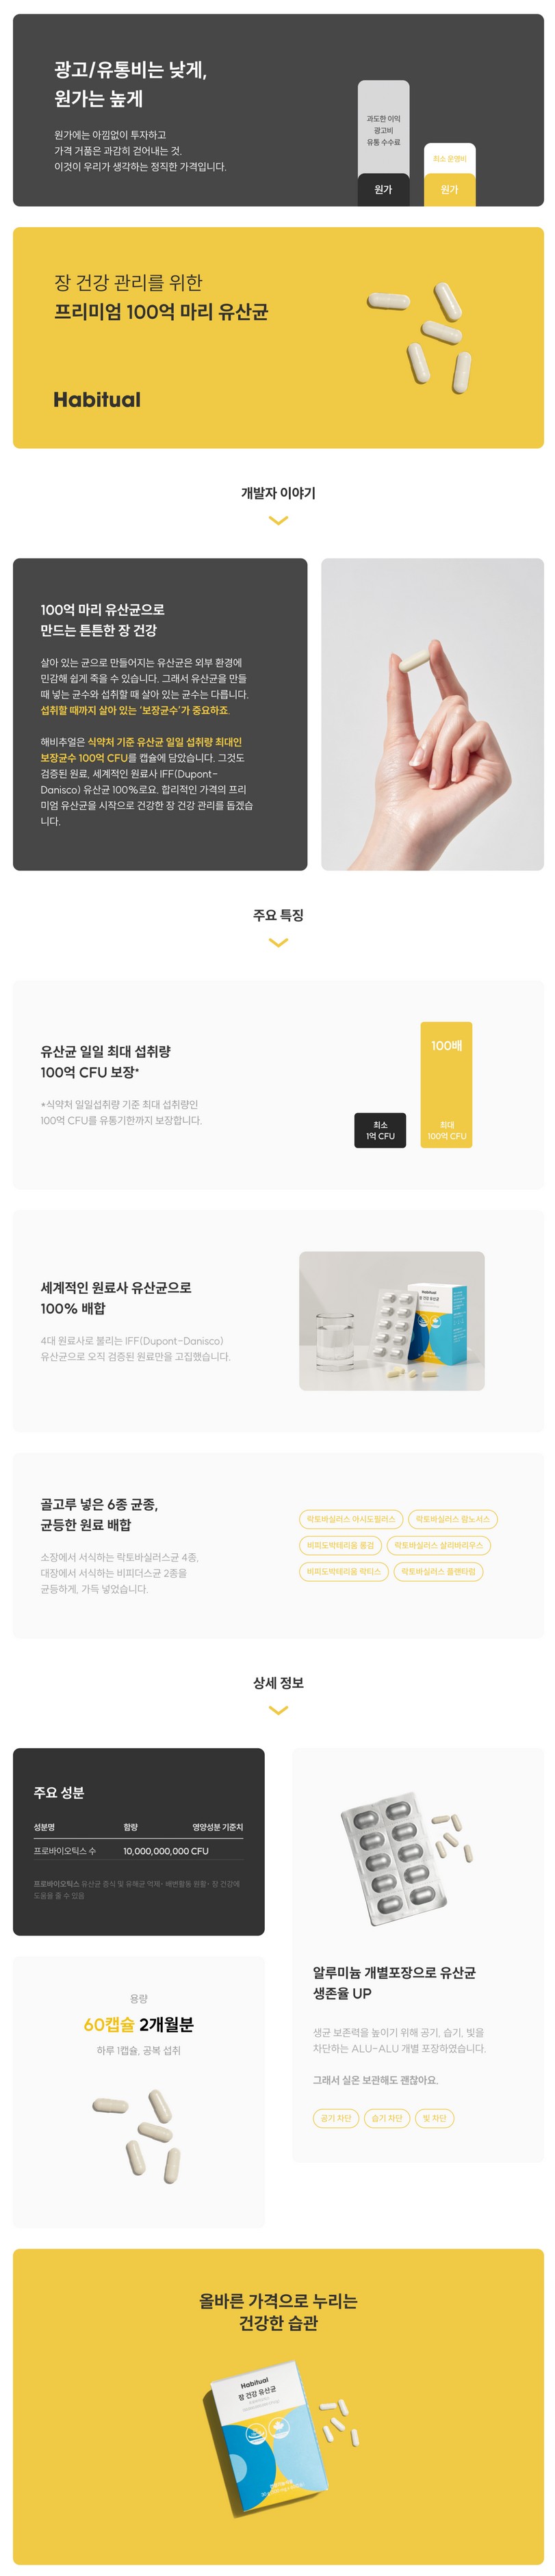 광고/유통비는 낮게,
원가는 높게
원가에는 아낌없이 투자하고
가격 거품은 과감히 걷어내는 것.
이것이 우리가 생각하는 정직한 가격입니다.
과도한 이익
광고비
유통 수수료
원가
최소 운영비
원가
장 건강 관리를 위한
프리미엄 100억 마리 유산균
Habitual
개발자 이야기
100억 마리 유산균으로
만드는 튼튼한 장 건강
살아 있는 균으로 만들어지는 유산균은 외부 환경에
민감해 쉽게 죽을 수 있습니다. 그래서 유산균을 만들
때 넣는 균수와 섭취할 때 살아 있는 균수는 다릅니다.
섭취할 때까지 살아 있는 '보장균수'가 중요하죠.
해비추얼은 식약처 기준 유산균 일일 섭취량 최대인
보장균수 100억 CFU를 캡슐에 담았습니다. 그것도
검증된 원료, 세계적인 원료사 IFF(Dupont-
Danisco) 유산균 100%로요. 합리적인 가격의 프리
미엄 유산균을 시작으로 건강한 장 건강 관리를 돕겠습
니다.
주요 특징
유산균 일일 최대 섭취량
100억 CFU 보장*
*식약처 일일섭취량 기준 최대 섭취량인
100억 CFU를 유통기한까지 보장합니다.
100배
최소
1억 CFU
최대
100억 CFU
세계적인 원료사 유산균으로
100% 배합
4대 원료사로 불리는 IFF(Dupont-Danisco)
유산균으로 오직 검증된 원료만을 고집했습니다.
Habitual
장 건강 유산균
골고루 넣은 6종 균종,
균등한 원료 배합
소장에서 서식하는 락토바실러스균 4종,
대장에서 서식하는 비피더스균 2종을
균등하게, 가득 넣었습니다.
락토바실러스 아시도필러스
락토바실러스 람노서스
비피도박테리움 롱검
락토바실러스 살리바리우스
비피도박테리움 락티스
락토바실러스 플랜타럼
상세 정보
주요 성분
성분명 함량 영양성분 기준치
프로바이오틱스 수 10,000,000,000 CFU
프로바이오틱스 유산균 증식 및 유해균 억제· 배변활동 원활· 장 건강에
도움을 줄 수 있음
용량
60캡슐 2개월분
하루 1캡슐, 공복 섭취
알루미늄 개별포장으로 유산균
생존율 UP
생균 보존력을 높이기 위해 공기, 습기, 빛을
차단하는 ALU-ALU 개별 포장하였습니다.
그래서 실온 보관해도 괜찮아요.
공기 차단
습기 차단
빛 차단
올바른 가격으로 누리는
건강한 습관
Habitual
장 건강 유산균